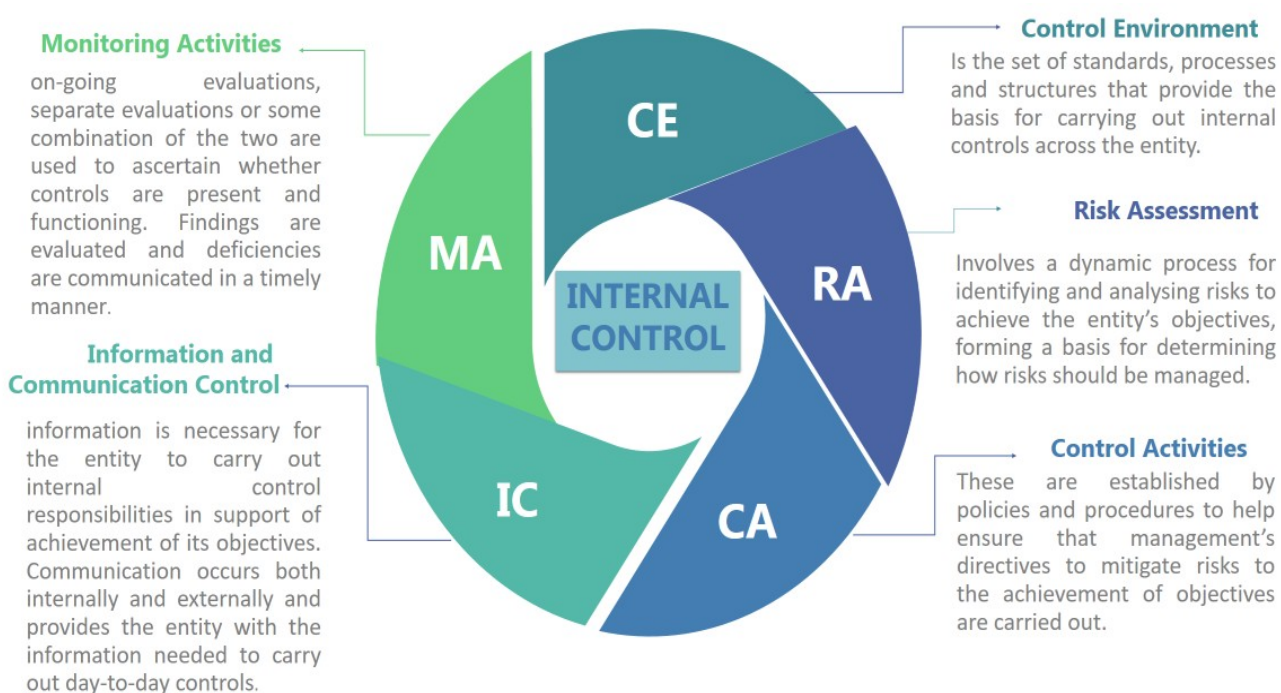 Monitoring Activities
on-going evaluations,
separate evaluations or some
combination of the two are
used to ascertain whether
controls are present and
functioning. Findings are
evaluated and deficiencies
are communicated in a timely
manner.
Information and
Communication Control
information is necessary for
the entity to carry out
internal control
responsibilities in support of
achievement of its objectives.
Communication occurs both
internally and externally and
provides the entity with the
information needed to carry
out day-to-day controls.
CE
RA
MA
INTERNAL
CONTROL
IC
CA
Control Environment
Is the set of standards, processes
and structures that provide the
basis for carrying out internal
controls across the entity.
Risk Assessment
Involves a dynamic process for
identifying and analysing risks to
achieve the entity's objectives,
forming a basis for determining
how risks should be managed.
Control Activities
These are established by
policies and procedures to help
ensure that management's
directives to mitigate risks to
the achievement of objectives
are carried out.